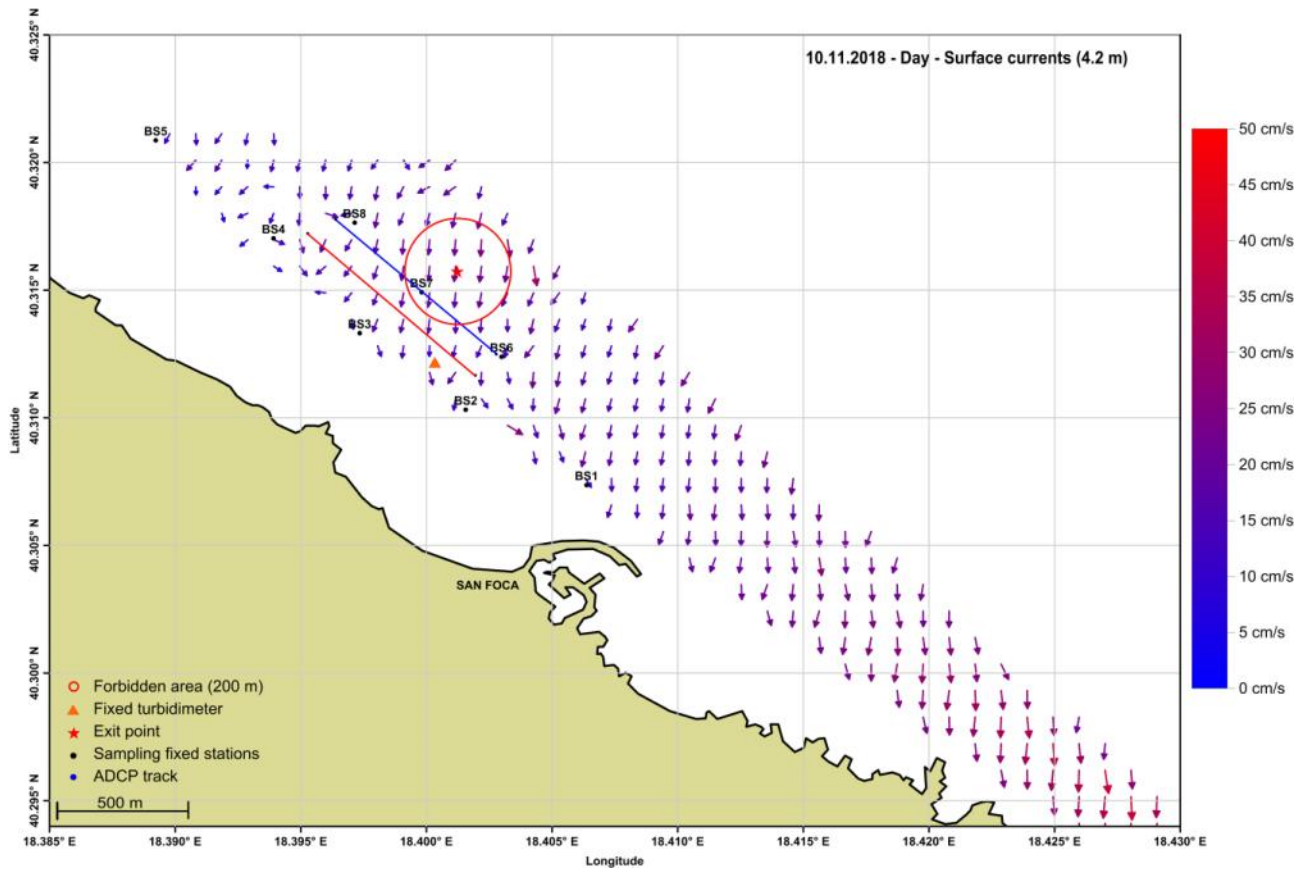 10.11.2018 - Day - Surface currents (4.2 m)
40.325° N
40.320° N
40.315° N
40.310° N
40.305° N
40.300° N
40.295° N
Latitude
BS5
BS8
BS4
BS7
BS3
BS6
BS2
BS1
SAN FOCA
50 cm/s
45 cm/s
40 cm/s
35 cm/s
30 cm/s
25 cm/s
20 cm/s
15 cm/s
10 cm/s
5 cm/s
0 cm/s
Forbidden area (200 m)
Fixed turbidimeter
Exit point
Sampling fixed stations
ADCP track
500 m
18.385° E
18.390° E
18.395° E
18.400° E
18.405° E
18.410° E
18.415° E
18.420° E
18.425° E
18.430° E
Longitude